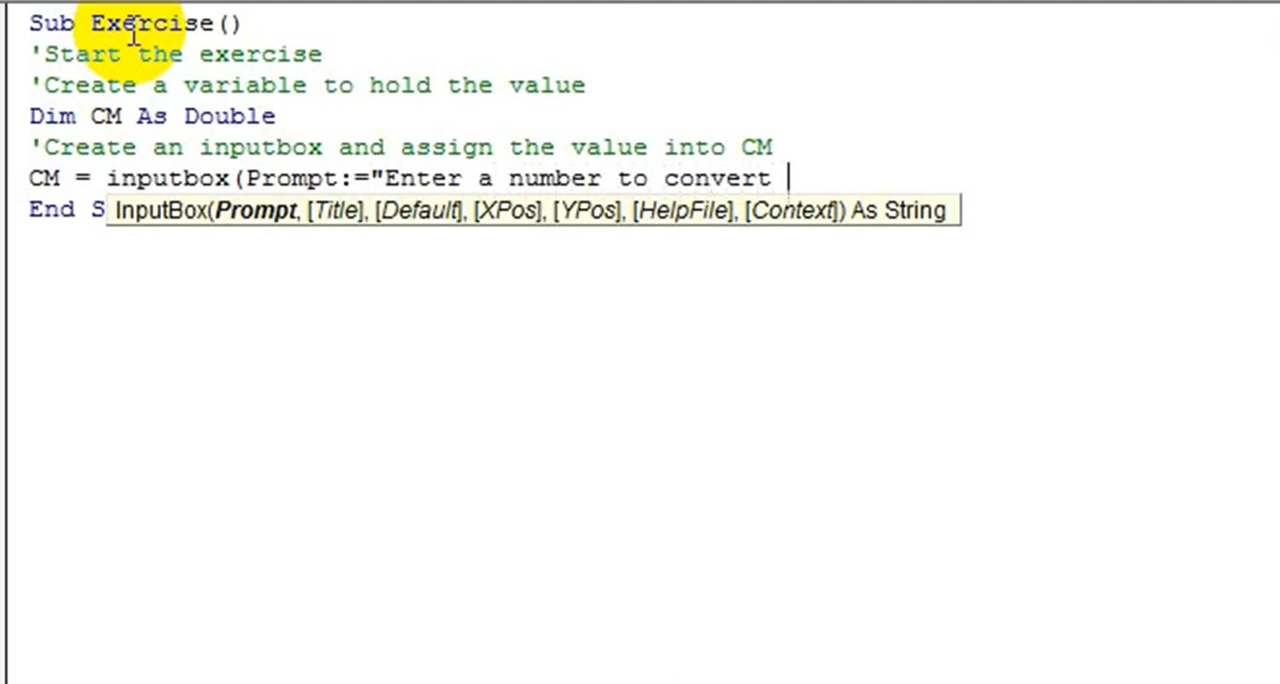 Sub Exercise()
'Start the exercise
'Create a variable to hold the value
Dim CM As Double
'Create an inputbox and assign the value into CM
CM = inputbox(Prompt:="Enter a number to convert
End S
InputBox(Prompt, [Title], [Default], [XPos], [YPos], [HelpFile], [Context]) As String